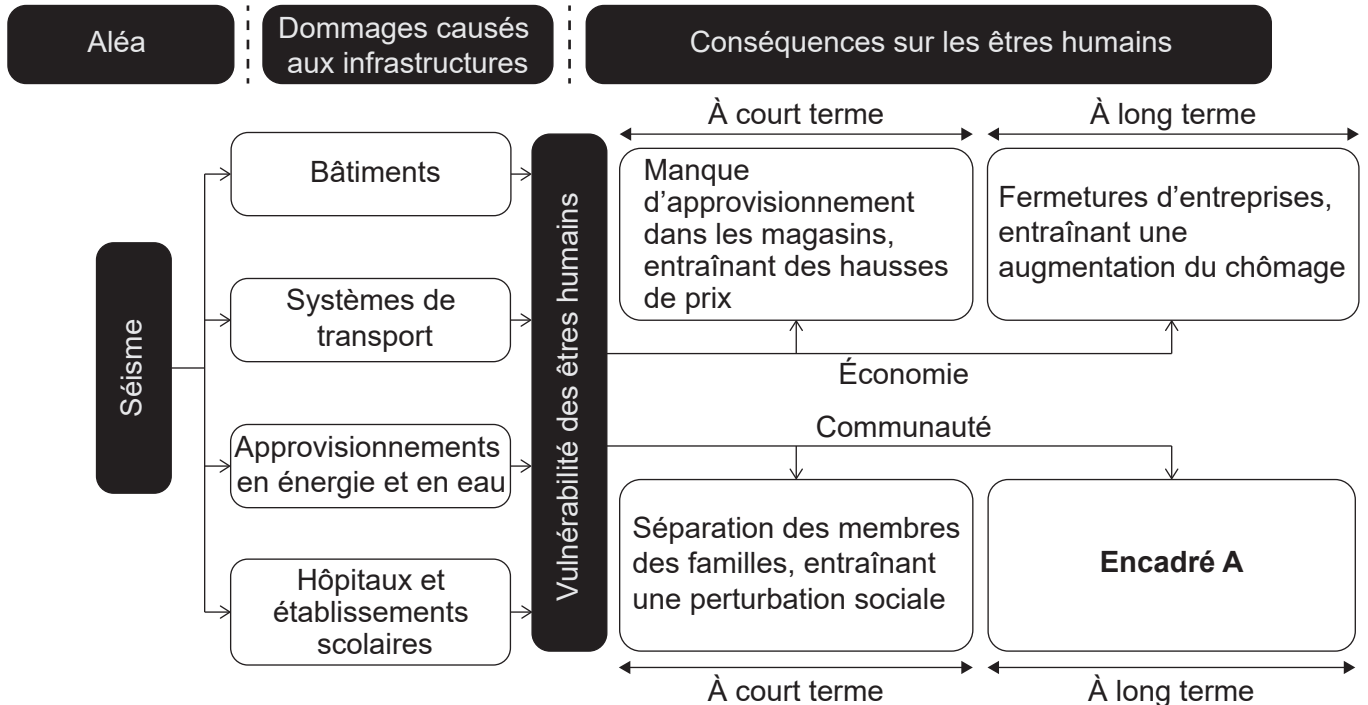 Aléa
Dommages causés
aux infrastructures
Conséquences sur les êtres humains
Séisme
Bâtiments
Systèmes de
transport
Approvisionnements
en énergie et en eau
Hôpitaux et
établissements
scolaires
Vulnérabilité des êtres humains
À court terme
À long terme
Manque
d’approvisionnement
dans les magasins,
entraînant des hausses
de prix
Fermetures d’entreprises,
entraînant une
augmentation du chômage
Économie
Communauté
Séparation des membres
des familles, entraînant
une perturbation sociale
Encadré A
À court terme
À long terme